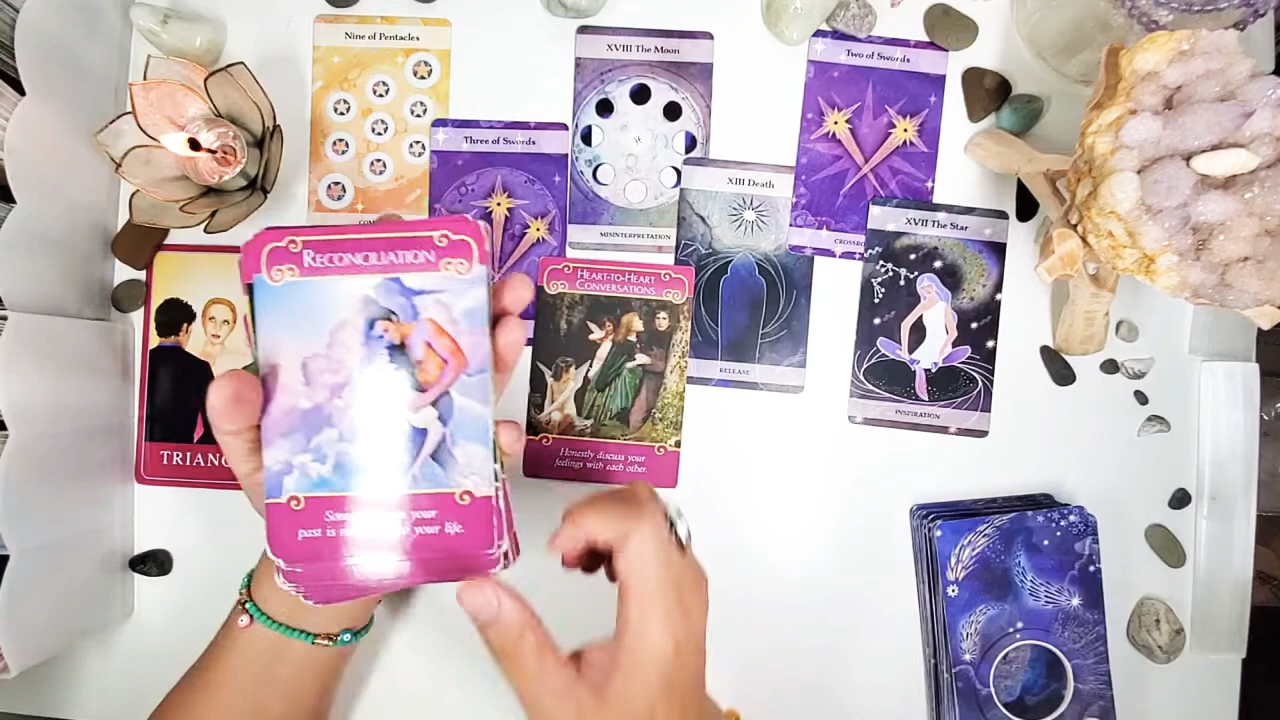 Nine of Pentacles
XVIII The Moon
Two of Swords
Three of Swords
XIII Death
MISINTERPRETATION
XVII The Star
RECONCILIATION
HEART-TO-HEART
CONVERSATIONS
RELEASE
INSPIRATION
Honestly discuss your
feelings with each other.
your
past is your life.